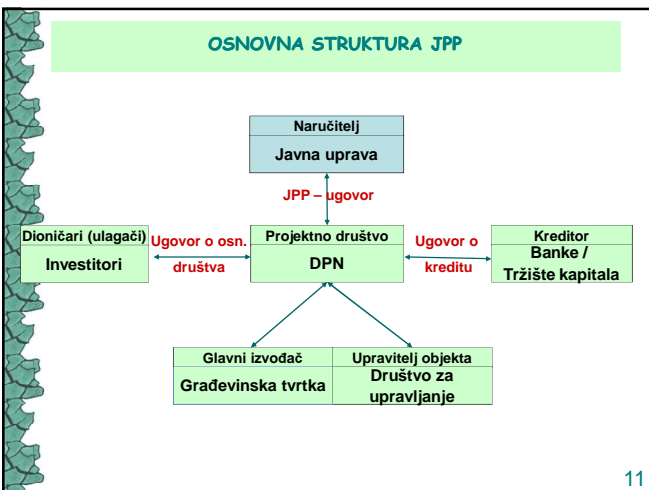 OSNOVNA STRUKTURA JPP
Naručitelj
Javna uprava
JPP – ugovor
Dioničari (ulagači)
Investitori
Ugovor o osn.
društva
Projektno društvo
DPN
Ugovor o
kreditu
Kreditor
Banke /
Tržište kapitala
Glavni izvođač
Građevinska tvrtka
Upravitelj objekta
Društvo za
upravljanje
11